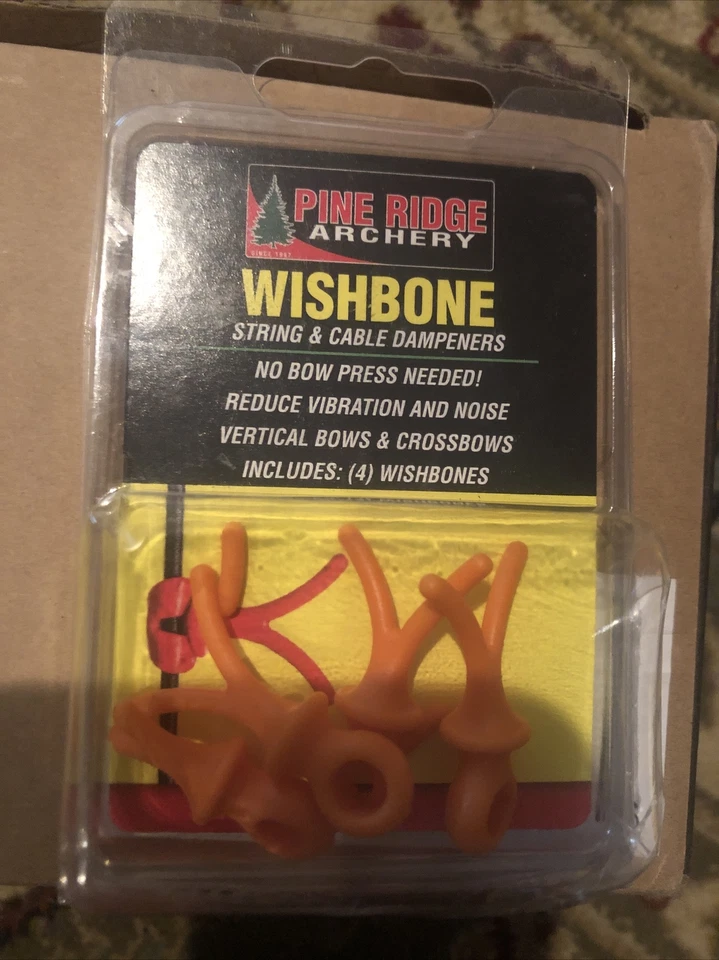 PINE RIDGE
ARCHERY
SINCE 1987
WISHBONE
STRING & CABLE DAMPENERS
NO BOW PRESS NEEDED!
REDUCE VIBRATION AND NOISE
VERTICAL BOWS & CROSSBOWS
INCLUDES: (4) WISHBONES